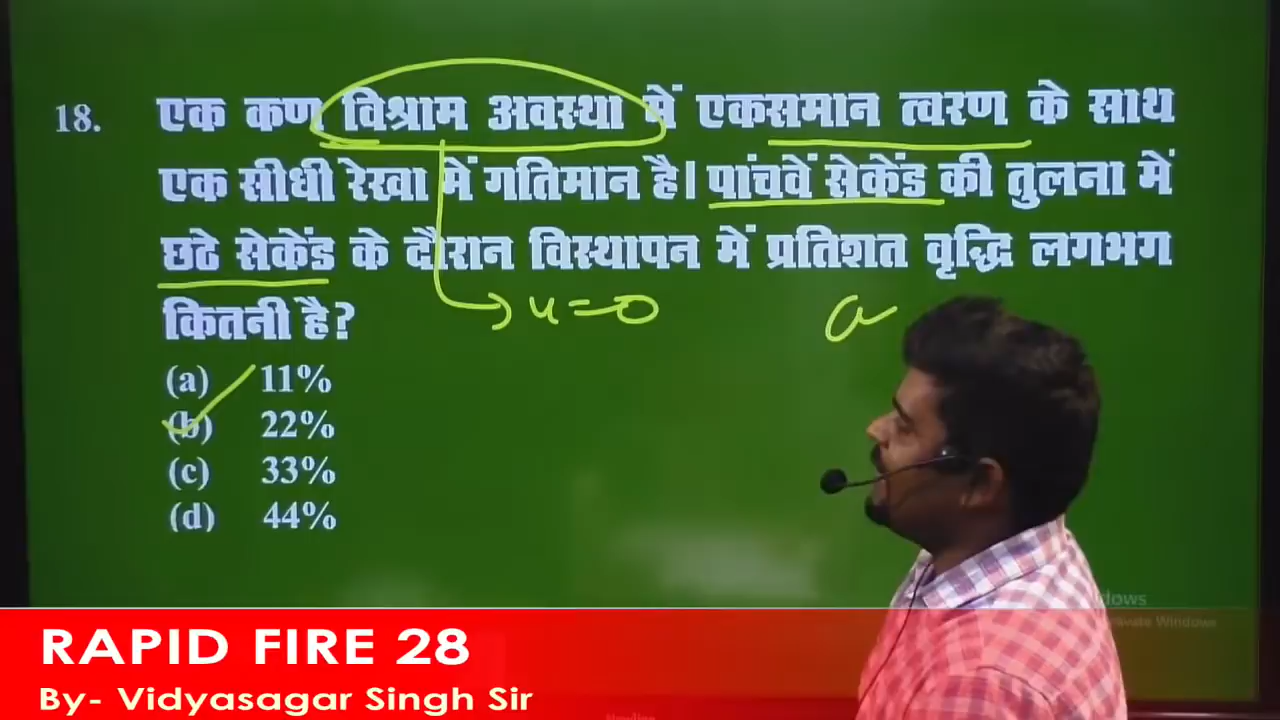 18. एक कण विश्राम अवस्था में एकसमान त्वरण के साथ
एक सीधी रेखा में गतिमान है। पांचवें सेकेंड की तुलना में
छठे सेकेंड के दौरान विस्थापन में प्रतिशत वृद्धि लगभग
कितनी है?
u=0
a
(a) 11%
(b) 22%
(c) 33%
(d) 44%
RAPID FIRE 28
By- Vidyasagar Singh Sir